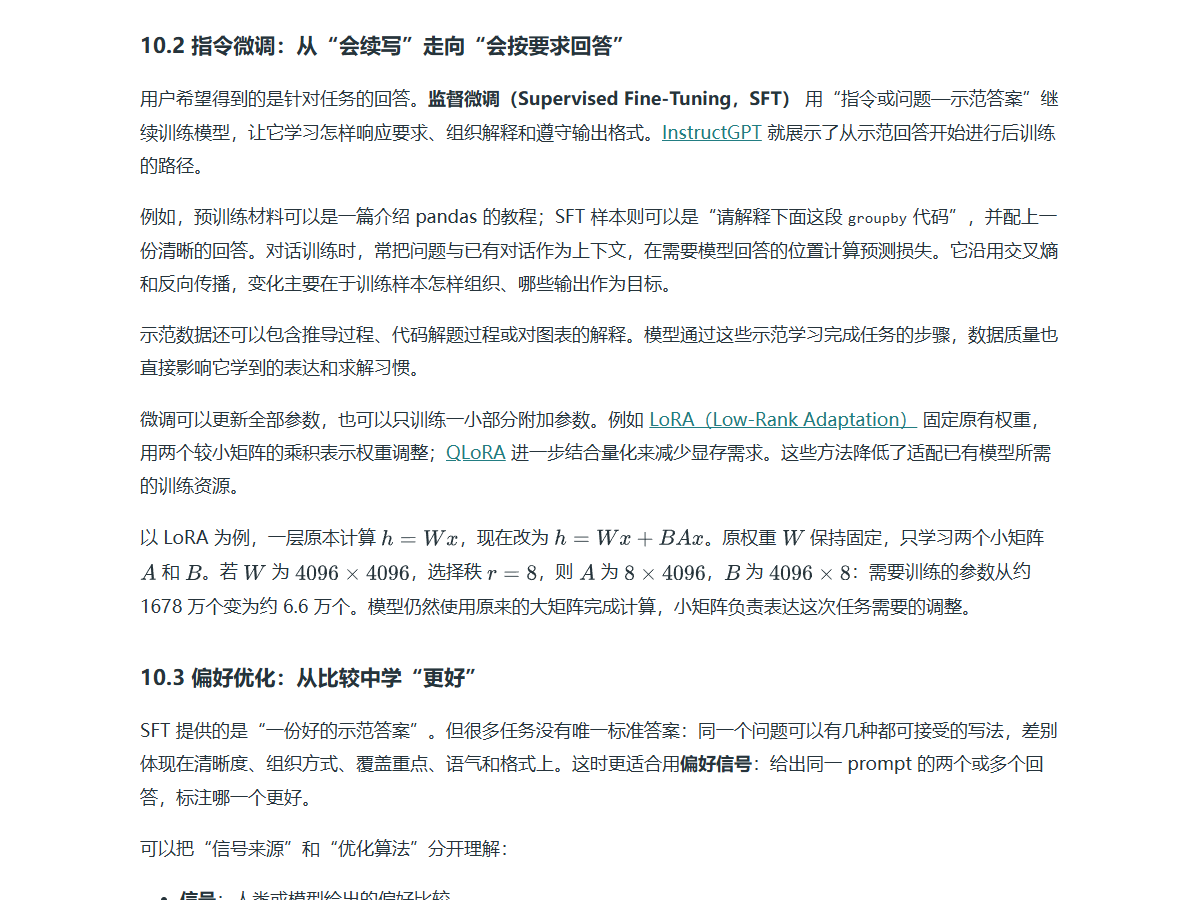 10.2 指令微调：从“会续写”走向“会按要求回答”
用户希望得到的是针对任务的回答。监督微调（Supervised Fine-Tuning，SFT） 用“指令或问题—示范答案”继
续训练模型，让它学习怎样响应要求、组织解释和遵守输出格式。InstructGPT 就展示了从示范回答开始进行后训练
的路径。
例如，预训练材料可以是一篇介绍 pandas 的教程；SFT 样本则可以是“请解释下面这段 groupby 代码”，并配上一
份清晰的回答。对话训练时，常把问题与已有对话作为上下文，在需要模型回答的位置计算预测损失。它沿用交叉熵
和反向传播，变化主要在于训练样本怎样组织、哪些输出作为目标。
示范数据还可以包含推导过程、代码解题过程或对图表的解释。模型通过这些示范学习完成任务的步骤，数据质量也
直接影响它学到的表达和求解习惯。
微调可以更新全部参数，也可以只训练一小部分附加参数。例如 LoRA（Low-Rank Adaptation） 固定原有权重，
用两个较小矩阵的乘积表示权重调整；QLoRA 进一步结合量化来减少显存需求。这些方法降低了适配已有模型所需
的训练资源。
以 LoRA 为例，一层原本计算 h = Wx，现在改为 h = Wx + BAx。原权重 W 保持固定，只学习两个小矩阵
A 和 B。若 W 为 4096 × 4096，选择秩 r = 8，则 A 为 8 × 4096，B 为 4096 × 8：需要训练的参数从约
1678 万个变为约 6.6 万个。模型仍然使用原来的大矩阵完成计算，小矩阵负责表达这次任务需要的调整。
10.3 偏好优化：从比较中学“更好”
SFT 提供的是“一份好的示范答案”。但很多任务没有唯一标准答案：同一个问题可以有几种都可接受的写法，差别
体现在清晰度、组织方式、覆盖重点、语气和格式上。这时更适合用偏好信号：给出同一 prompt 的两个或多个回
答，标注哪一个更好。
可以把“信号来源”和“优化算法”分开理解：
• 信号：人类或模型给出的偏好比较